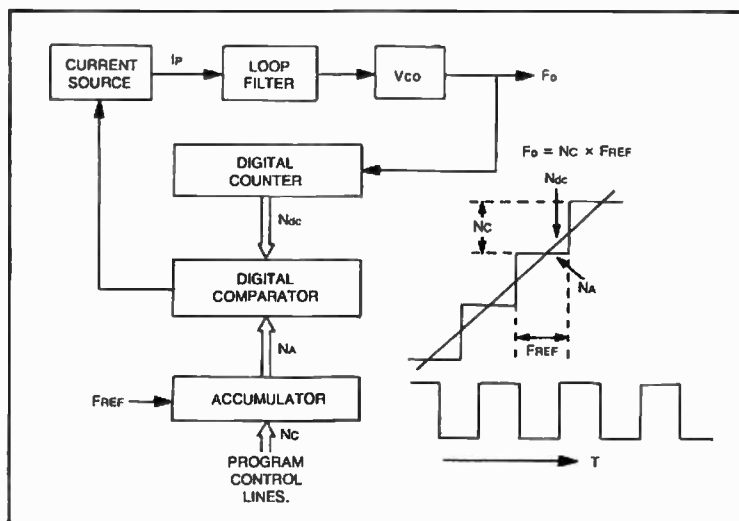 CURRENT
SOURCE
IP
LOOP
FILTER
VCO
FO
DIGITAL
COUNTER
Ndc
DIGITAL
COMPARATOR
NA
FREF
ACCUMULATOR
NC
PROGRAM
CONTROL
LINES.
FO = NC × FREF
Ndc
NC
NA
FREF
T